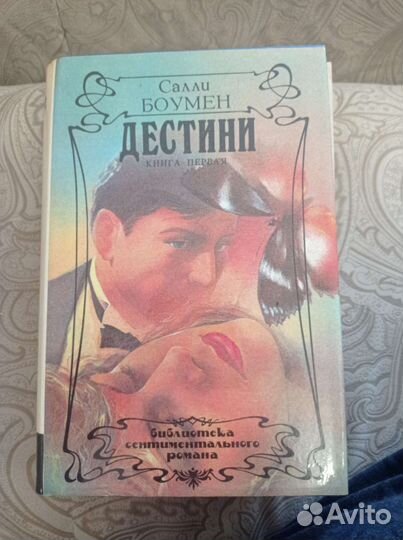 Салли
БОУМЕН
ДЕСТИНИ
КНИГА ПЕРВАЯ
библиотека
сентиментального
романа
Avito